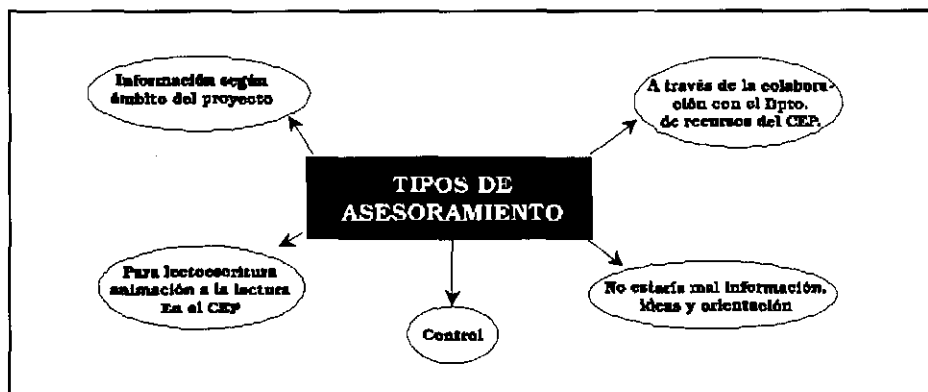 Información según
ámbito del proyecto
A través de la colabora-
ción con el Dpto.
de recursos del CEP.
TIPOS DE
ASESORAMIENTO
Para lectoescritura
animación a la lectura
En el CEP
Control
No estaría mal información,
ideas y orientación